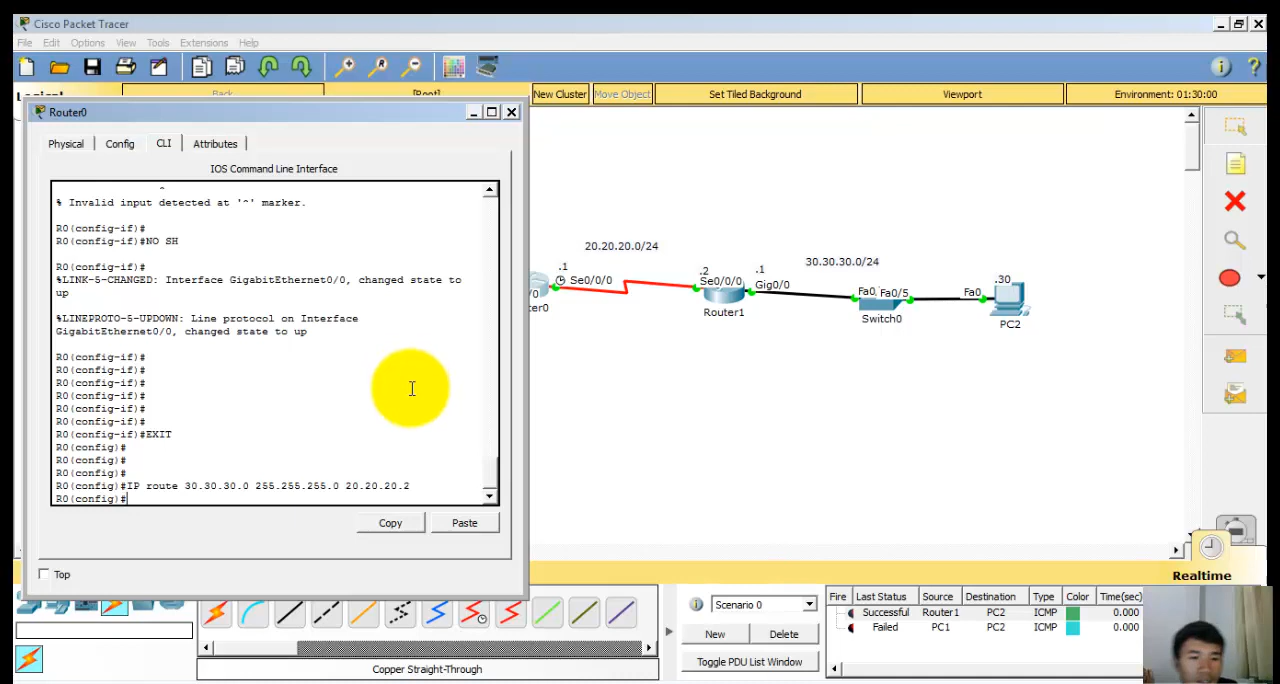 Cisco Packet Tracer
File Edit Options View Tools Extensions Help
Back [Root] New Cluster Move Object Set Tiled Background Viewport Environment: 01:30:00
Router0
Physical Config CLI Attributes
IOS Command Line Interface
^
% Invalid input detected at '^' marker.
R0(config-if)#
R0(config-if)#NO SH
R0(config-if)#
%LINK-5-CHANGED: Interface GigabitEthernet0/0, changed state to
up
%LINEPROTO-5-UPDOWN: Line protocol on Interface
GigabitEthernet0/0, changed state to up
R0(config-if)#
R0(config-if)#
R0(config-if)#
R0(config-if)#
R0(config-if)#
R0(config-if)#
R0(config-if)#EXIT
R0(config)#
R0(config)#
R0(config)#
R0(config)#IP route 30.30.30.0 255.255.255.0 20.20.20.2
R0(config)#
Copy Paste
Top
20.20.20.0/24
30.30.30.0/24
.1 .2 .1 .30
Se0/0/0 Se0/0/0 Gig0/0 Fa0/5 Fa0
Router1 Switch0 PC2
Realtime
Scenario 0
New Delete
Toggle PDU List Window
Fire Last Status Source Destination Type Color Time(sec)
Successful Router1 PC2 ICMP 0.000
Failed PC1 PC2 ICMP 0.000
Copper Straight-Through